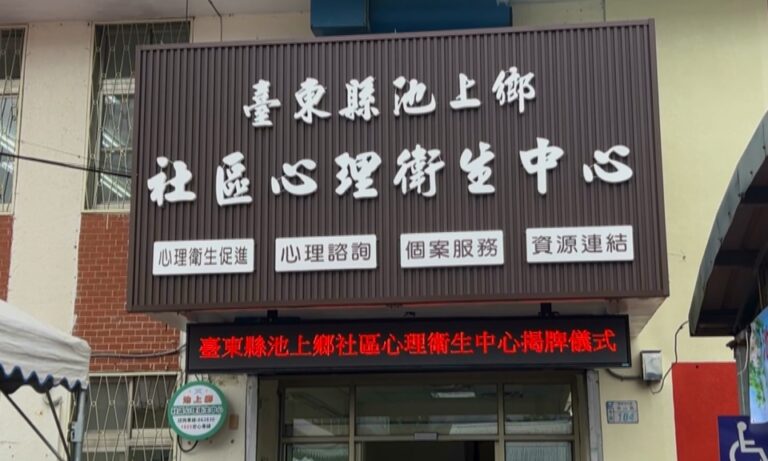 臺東縣池上鄉
社區心理衛生中心
心理衛生促進 心理諮詢 個案服務 資源連結
臺東縣池上鄉社區心理衛生中心揭牌儀式
池上鄉
184